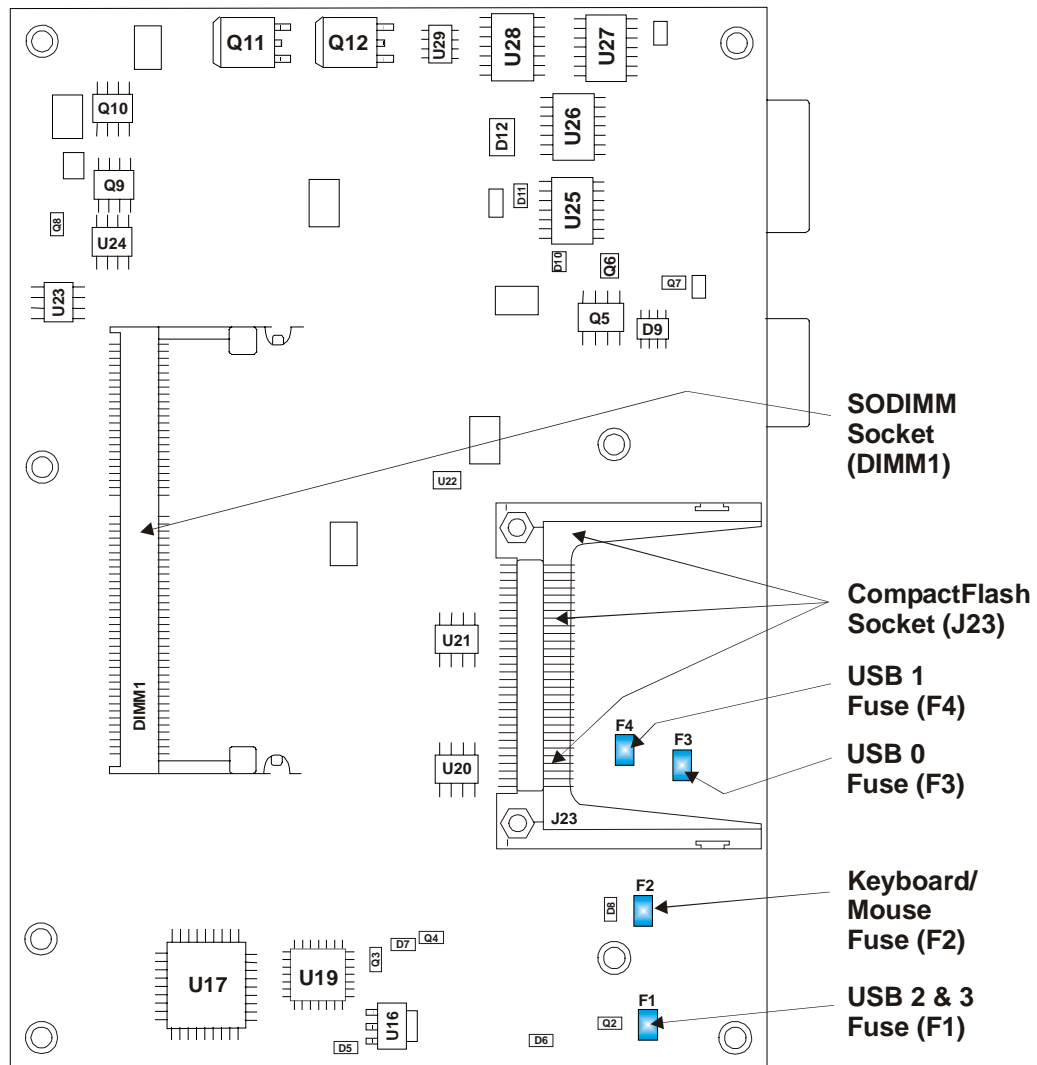 Q11
Q12
U29
U28
U27
Q10
D12
U26
Q9
D11
U25
Q8
U24
D10
Q6
Q7
U23
Q5
D9
SODIMM
Socket
(DIMM1)
U22
CompactFlash
Socket (J23)
U21
DIMM1
USB 1
Fuse (F4)
F4
F3
U20
USB 0
Fuse (F3)
J23
F2
Keyboard/
Mouse
Fuse (F2)
D8
Q4
D7
Q3
U17
U19
F1
USB 2 & 3
Fuse (F1)
U16
Q2
D5
D6